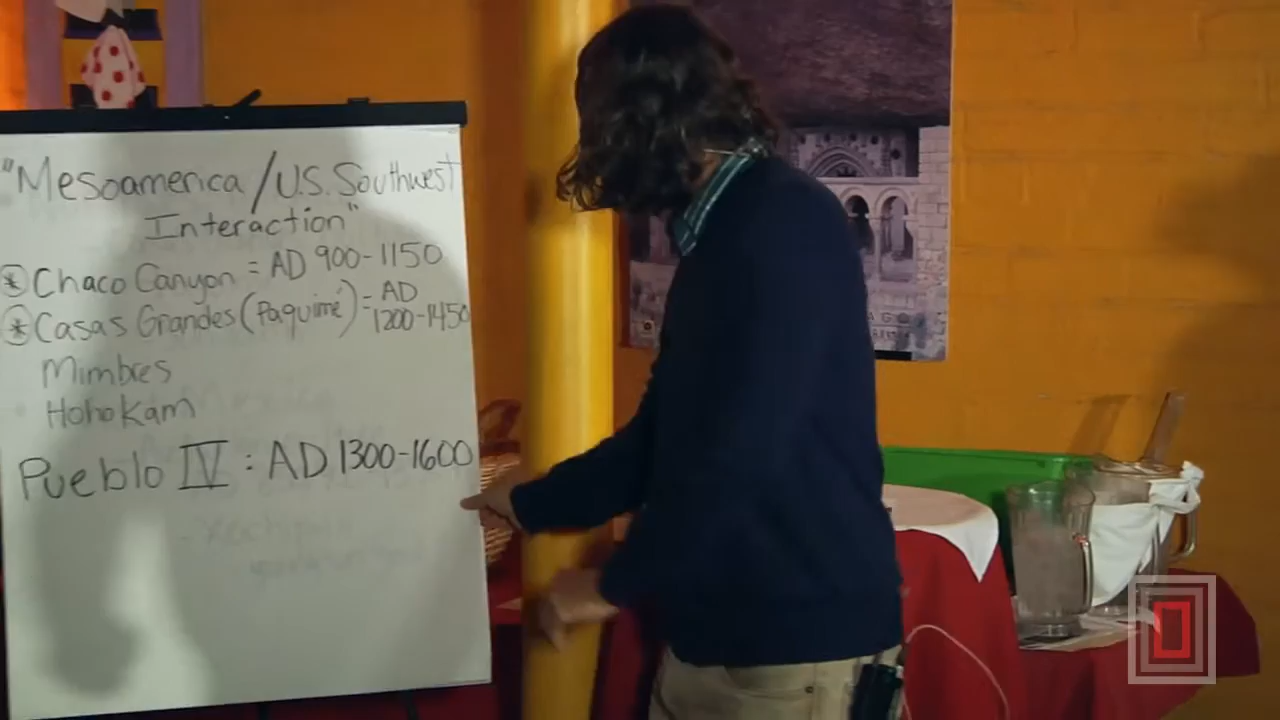 "Mesoamerica/U.S. Southwest
Interaction"
* Chaco Canyon = AD 900-1150
* Casas Grandes (Paquimé) = AD
1200-1450
Mimbres
Hohokam
Pueblo IV : AD 1300-1600